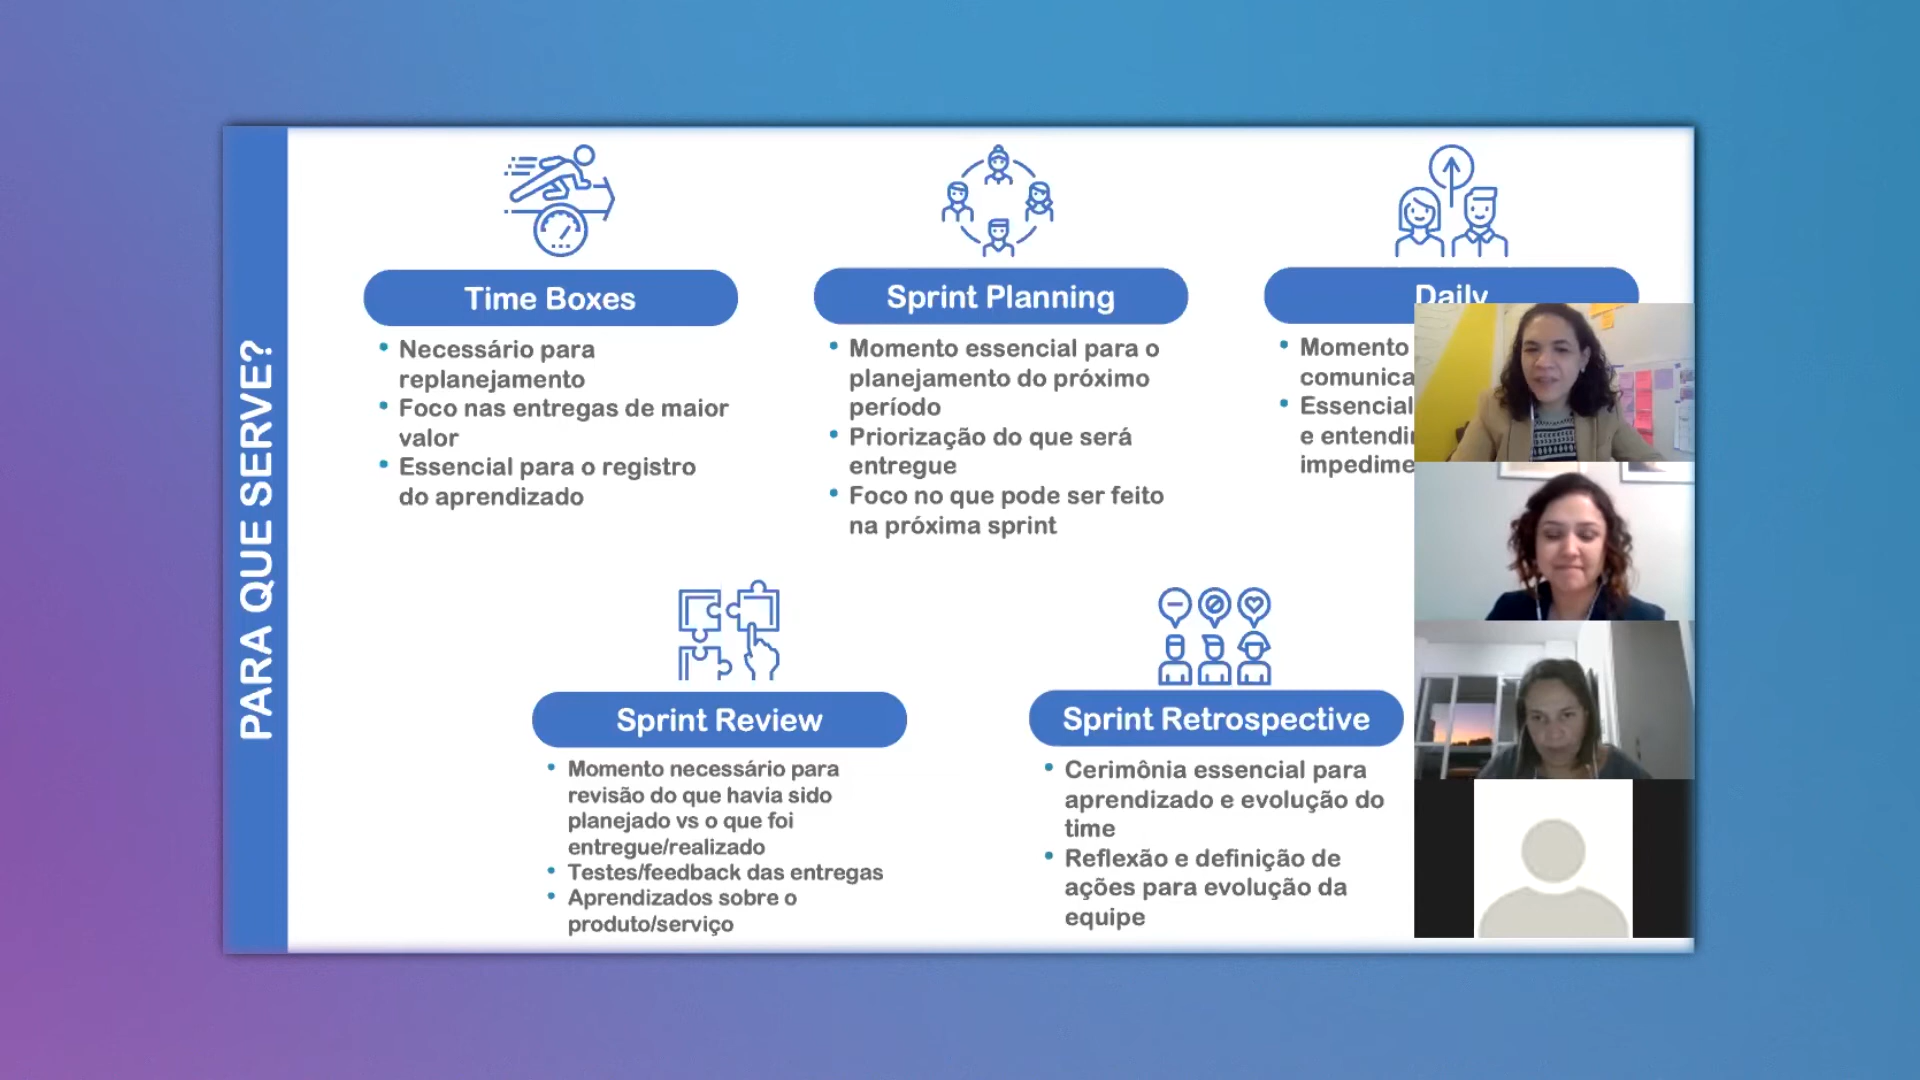 PARA QUE SERVE?
Time Boxes
Necessário para
replanejamento
Foco nas entregas de maior
valor
Essencial para o registro
do aprendizado
Sprint Planning
Momento essencial para o
planejamento do próximo
período
Priorização do que será
entregue
Foco no que pode ser feito
na próxima sprint
Daily
Momento
comunica
Essencial
e entendi
impedime
Sprint Review
Momento necessário para
revisão do que havia sido
planejado vs o que foi
entregue/realizado
Testes/feedback das entregas
Aprendizados sobre o
produto/serviço
Sprint Retrospective
Cerimônia essencial para
aprendizado e evolução do
time
Reflexão e definição de
ações para evolução da
equipe